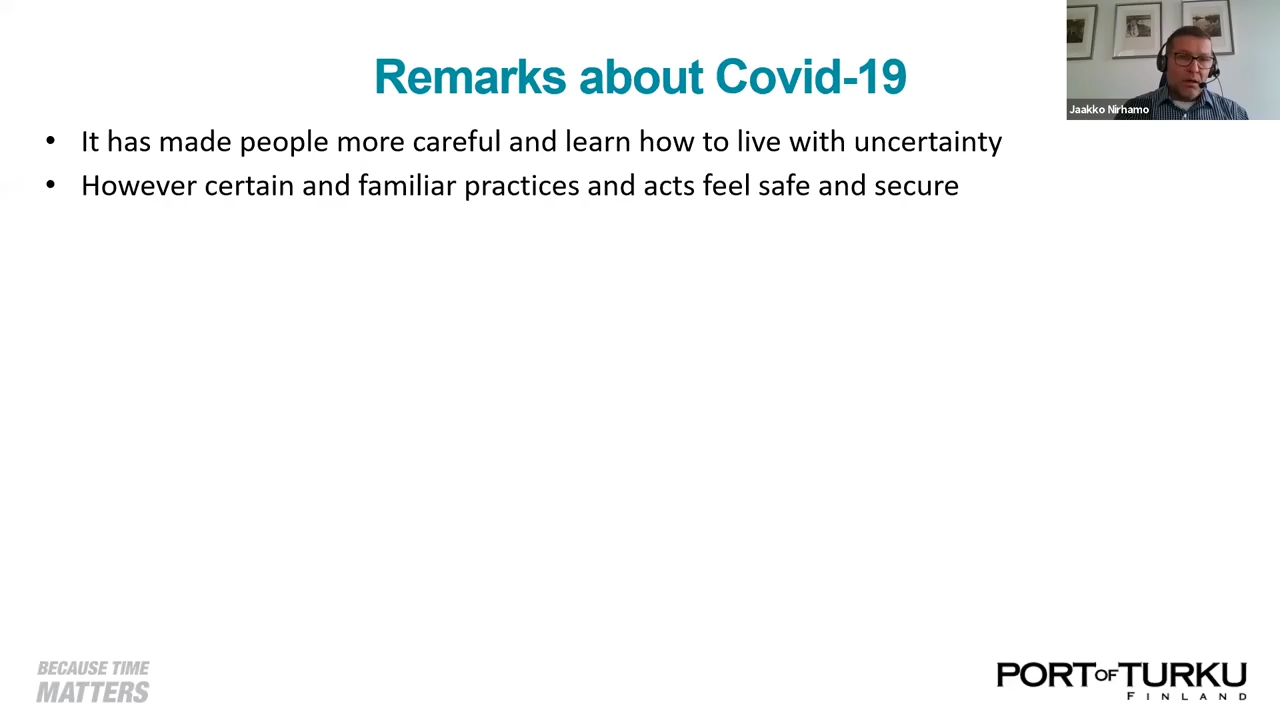 Remarks about Covid-19
Jaakko Nirhamo
• It has made people more careful and learn how to live with uncertainty
• However certain and familiar practices and acts feel safe and secure
BECAUSE TIME
MATTERS
PORT OF TURKU
FINLAND